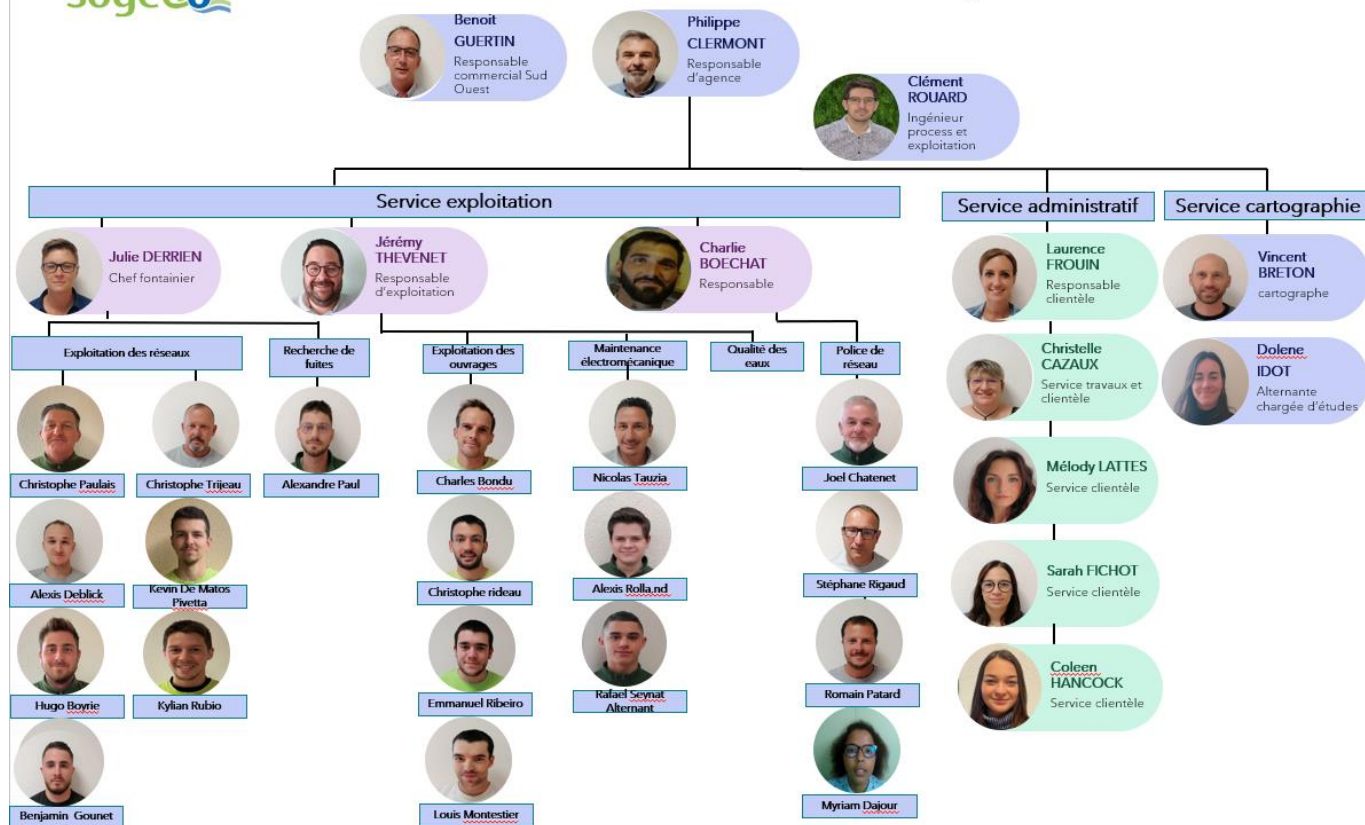 Benoit
GUERTIN
Responsable
commercial Sud
Ouest
Philippe
CLERMONT
Responsable
d'agence
Clément
ROUARD
Ingénieur
process et
exploitation
Service exploitation
Service administratif
Service cartographie
Julie DERRIEN
Chef fontainier
Jérémy
THEVENET
Responsable
d'exploitation
Charlie
BOECHAT
Responsable
Laurence
FROUIN
Responsable
clientèle
Vincent
BRETON
cartographe
Exploitation des réseaux
Recherche de
fuites
Exploitation des
ouvrages
Maintenance
électromécanique
Qualité des
eaux
Police de
réseau
Christelle
CAZAUX
Service travaux et
clientèle
Dolene
IDOT
Alternante
chargée d'études
Christophe Paulais
Christophe Trijeau
Alexandre Paul
Charles Bondu
Nicolas Tauzia
Joel Chatenet
Mélody LATTES
Service clientèle
Alexis Deblick
Kevin De Matos
Pivetta
Christophe rideau
Alexis Rolla,nd
Stéphane Rigaud
Sarah FICHOT
Service clientèle
Hugo Boyrie
Kylian Rubio
Emmanuel Ribeiro
Rafael Seynat
Alternant
Romain Patard
Coleen
HANCOCK
Service clientèle
Benjamin Gounet
Louis Montestier
Myriam Dajour